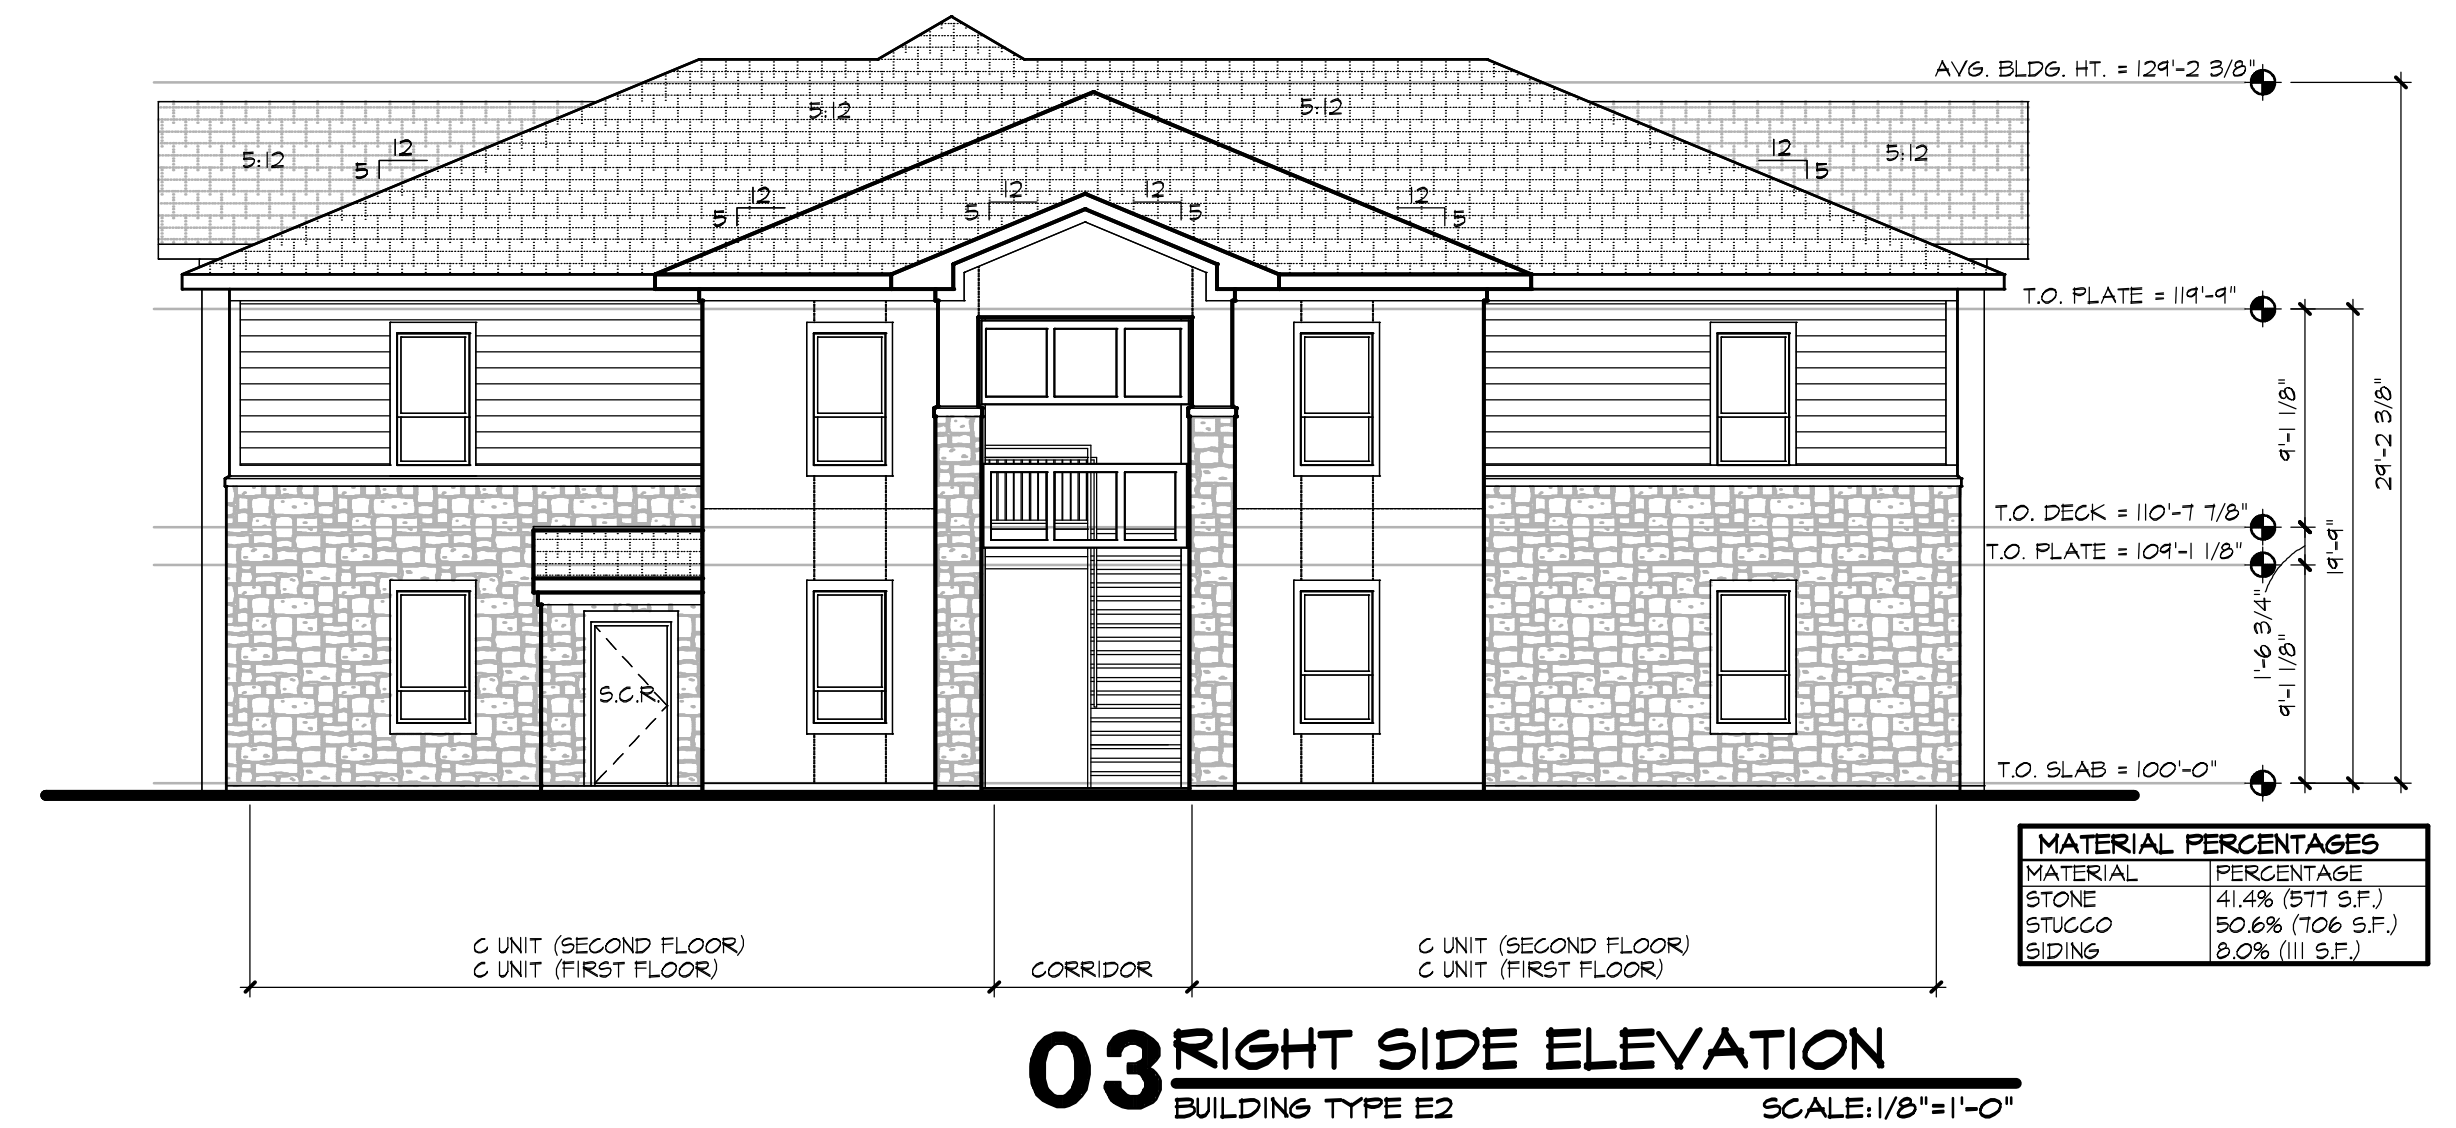 AVG. BLDG. HT. = 129'-2 3/8"
5:12
5:12
12
5
5:12
12
5
5:12
12
5
12
5
12
5
12
5
T.O. PLATE = 119'-9"
9'-1 1/8"
29'-2 3/8"
T.O. DECK = 110'-7 7/8"
T.O. PLATE = 109'-1 1/8"
19'-9"
1'-6 3/4"
9'-1 1/8"
S.C.R.
T.O. SLAB = 100'-0"
MATERIAL PERCENTAGES
MATERIAL PERCENTAGE
STONE 41.4% (577 S.F.)
STUCCO 50.6% (706 S.F.)
SIDING 8.0% (111 S.F.)
C UNIT (SECOND FLOOR)
C UNIT (FIRST FLOOR)
CORRIDOR
C UNIT (SECOND FLOOR)
C UNIT (FIRST FLOOR)
03 RIGHT SIDE ELEVATION
BUILDING TYPE E2 SCALE:1/8"=1'-0"